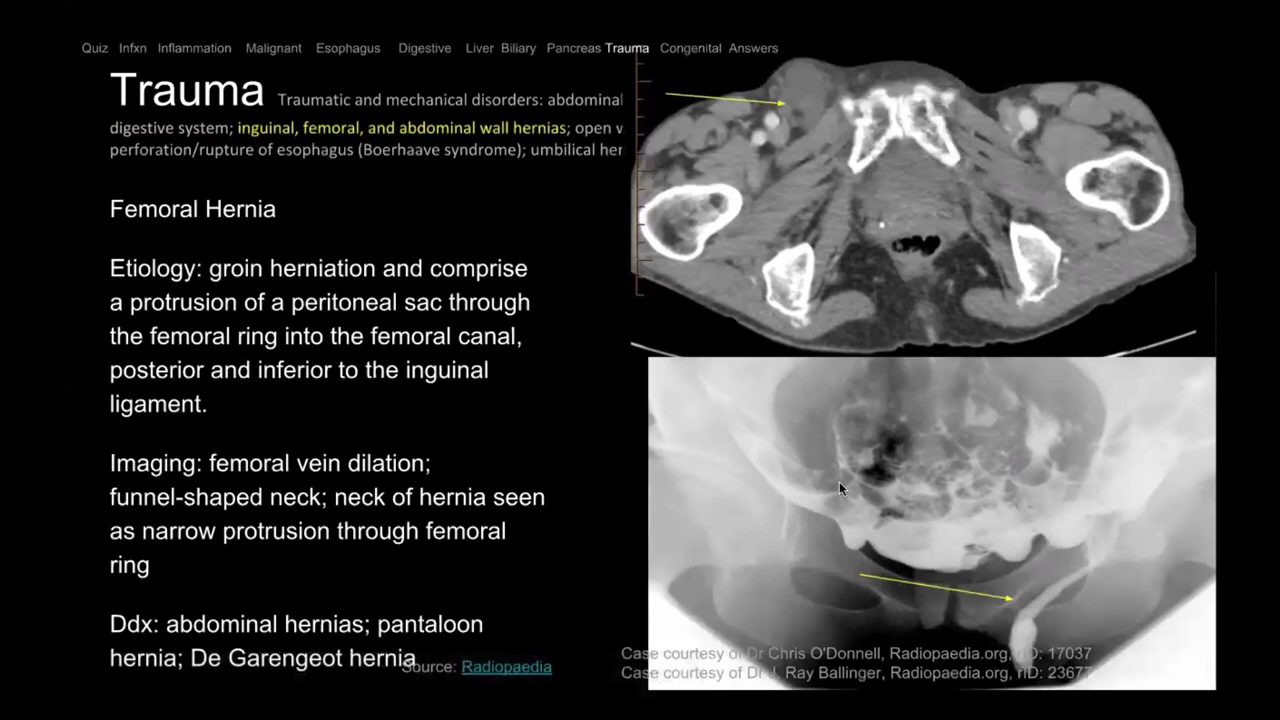 Quiz Infxn Inflammation Malignant Esophagus Digestive Liver Biliary Pancreas Trauma Congenital Answers
Trauma Traumatic and mechanical disorders: abdominal
digestive system; inguinal, femoral, and abdominal wall hernias; open
perforation/rupture of esophagus (Boerhaave syndrome); umbilical
Femoral Hernia
Etiology: groin herniation and comprise
a protrusion of a peritoneal sac through
the femoral ring into the femoral canal,
posterior and inferior to the inguinal
ligament.
Imaging: femoral vein dilation;
funnel-shaped neck; neck of hernia seen
as narrow protrusion through femoral
ring
Ddx: abdominal hernias; pantaloon
hernia; De Garengeot hernia
Source: Radiopaedia
Case courtesy of Dr Chris O'Donnell, Radiopaedia.org, rID: 17037
Case courtesy of Dr J. Ray Ballinger, Radiopaedia.org, rID: 23677